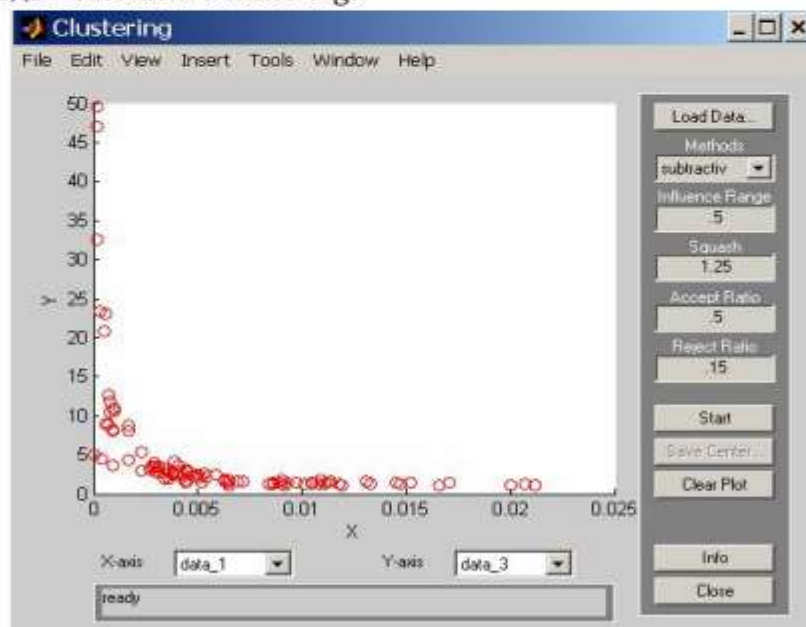 Clustering
File Edit View Insert Tools Window Help
50
45
40
35
30
25
20
15
10
5
0
Y
0 0.005 0.01 0.015 0.02 0.025
X
X-axis data_1 Y-axis data_3
ready
Load Data...
Methods
subtractiv
Influence Range
.5
Squash
1.25
Accept Ratio
.5
Reject Ratio
.15
Start
Save Center...
Clear Plot
Info
Close